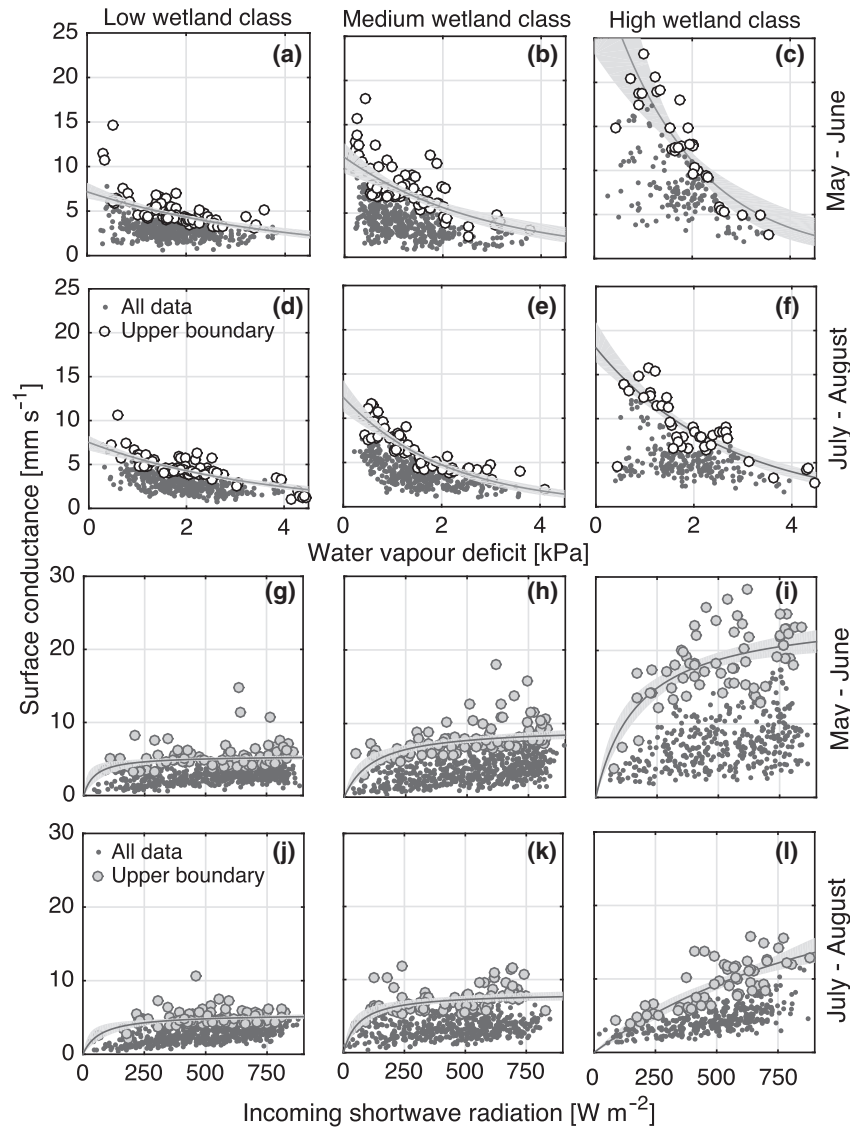 Low wetland class
Medium wetland class
High wetland class
25
20
15
10
5
0
(a)
(b)
(c)
May - June
25
20
15
10
5
0
(d)
All data
Upper boundary
(e)
(f)
July - August
0
2
4
0
2
4
0
2
4
Water vapour deficit [kPa]
Surface conductance [mm s⁻¹]
30
20
10
0
(g)
(h)
(i)
May - June
30
20
10
0
(j)
All data
Upper boundary
(k)
(l)
July - August
0
250
500
750
0
250
500
750
0
250
500
750
Incoming shortwave radiation [W m⁻²]